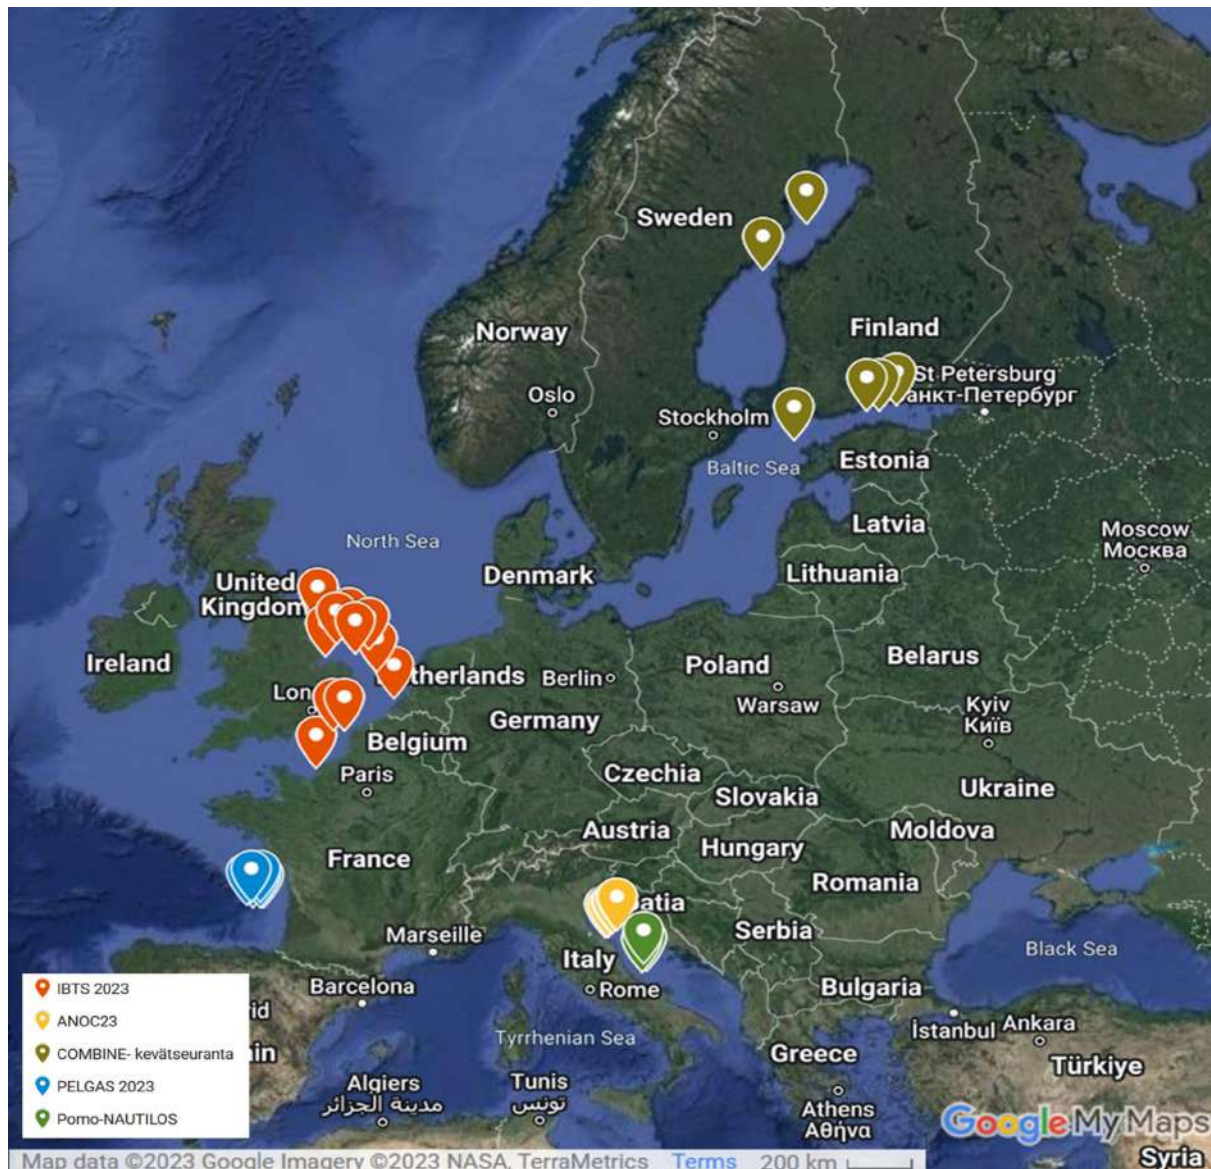 Sweden
Finland
Norway
St Petersburg
анкт-Петербург
Oslo
Stockholm
Baltic Sea
Estonia
Latvia
Moscow
Москва
North Sea
Denmark
Lithuania
United
Kingdom
Ireland
Belarus
Poland
therlands
Berlin
Warsaw
Lon
Germany
Kyiv
Київ
Belgium
Paris
Czechia
Ukraine
Slovakia
Austria
Moldova
Hungary
France
Romania
atia
Serbia
Marseille
Black Sea
Italy
Rome
Barcelona
Bulgaria
rid
in
İstanbul
Ankara
Tyrrhenian Sea
Greece
Türkiye
Algiers
مدينة الجزائر
Tunis
تونس
Athens
Αθήνα
IBTS 2023
ANOC23
COMBINE- kevätseuranta
PELGAS 2023
Pomo-NAUTILOS
Google My Maps
Syria
Map data ©2023 Google Imagery ©2023 NASA, TerraMetrics Terms 200 km